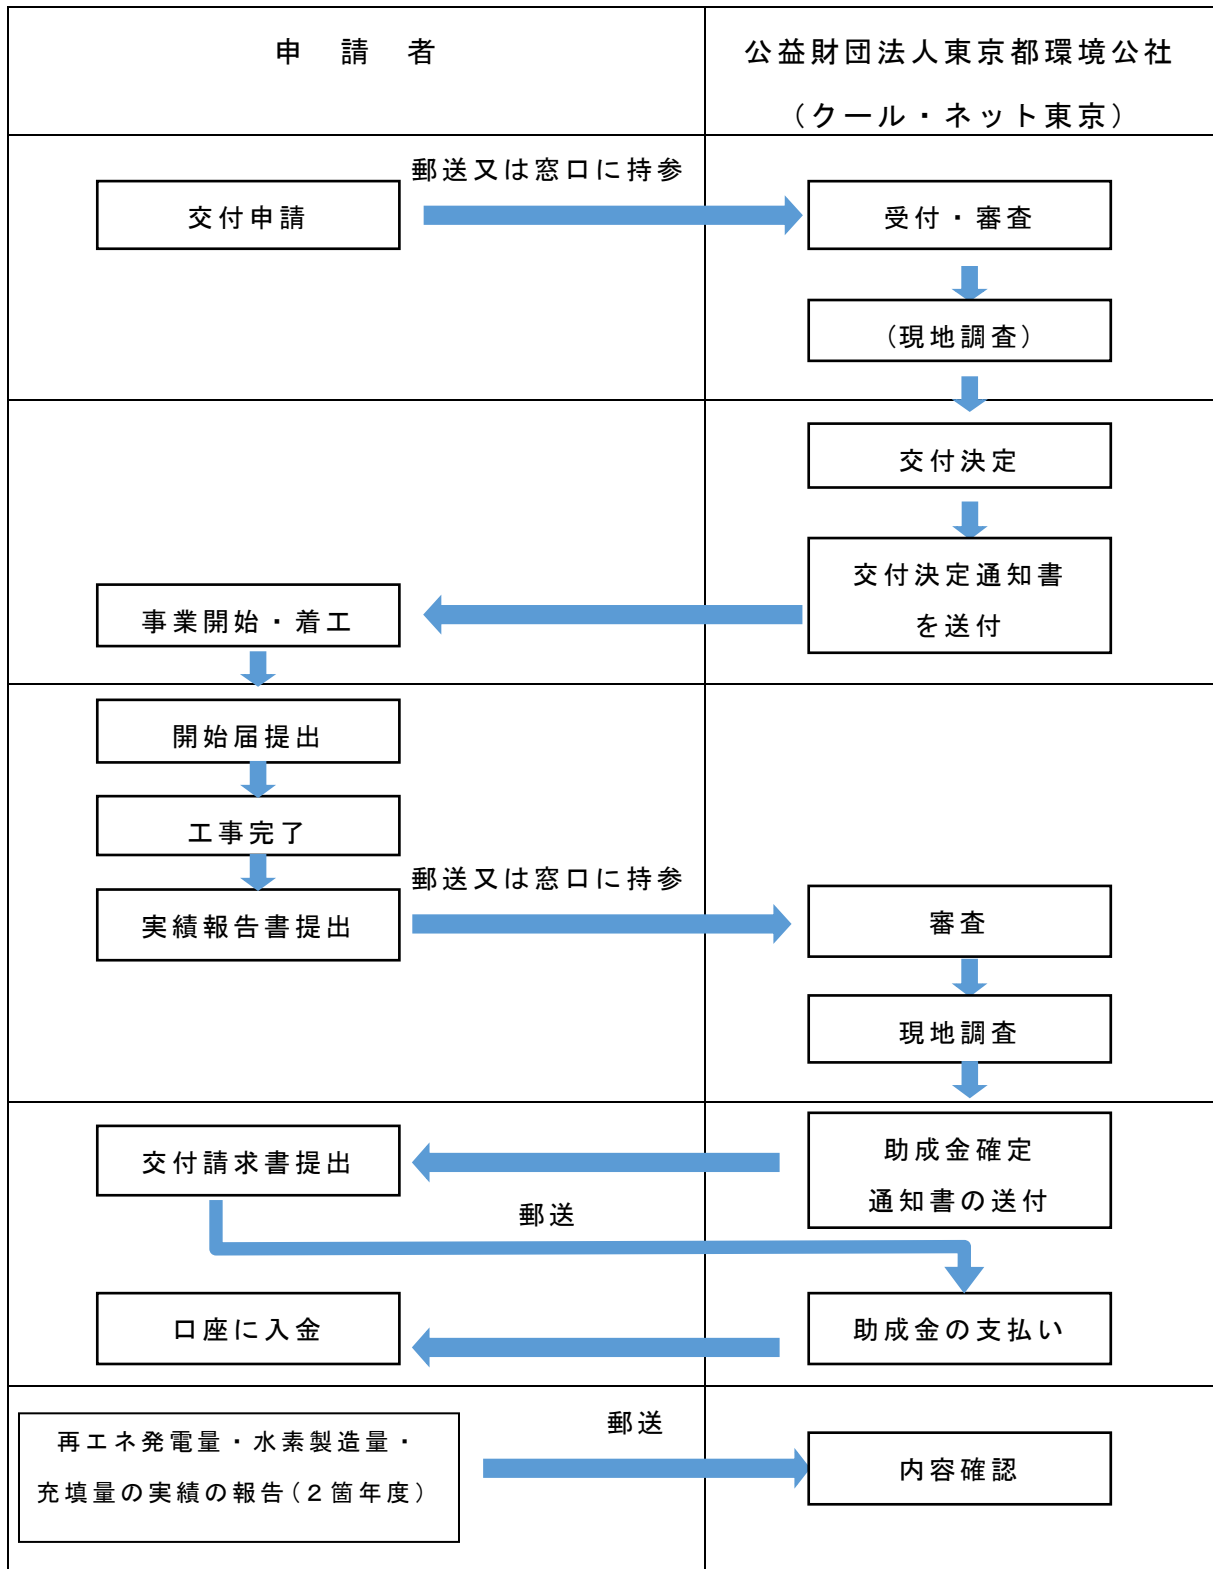 申　請　者
公益財団法人東京都環境公社
（クール・ネット東京）
郵送又は窓口に持参
交付申請
受付・審査
（現地調査）
交付決定
交付決定通知書
を送付
事業開始・着工
開始届提出
工事完了
郵送又は窓口に持参
実績報告書提出
審査
現地調査
助成金確定
通知書の送付
交付請求書提出
郵送
口座に入金
助成金の支払い
郵送
再エネ発電量・水素製造量・
充填量の実績の報告（２箇年度）
内容確認